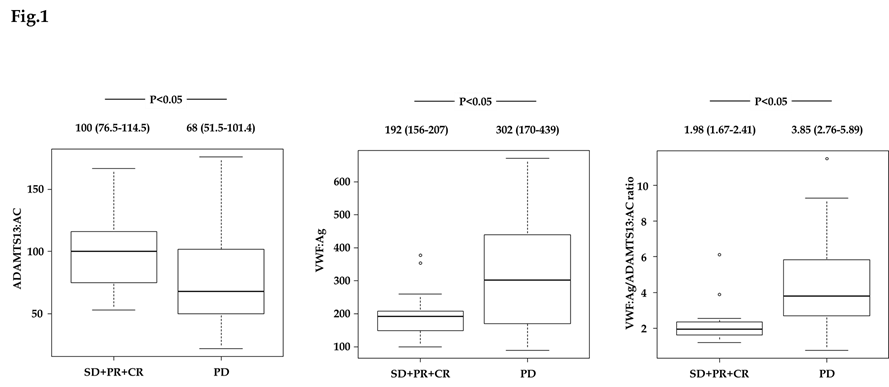 Fig.1
P<0.05
100 (76.5-114.5) 68 (51.5-101.4)
ADAMTS13:AC
150
100
50
SD+PR+CR PD
P<0.05
192 (156-207) 302 (170-439)
VWF:Ag
600
500
400
300
200
100
SD+PR+CR PD
P<0.05
1.98 (1.67-2.41) 3.85 (2.76-5.89)
VWF:Ag/ADAMTS13:AC ratio
10
8
6
4
2
SD+PR+CR PD